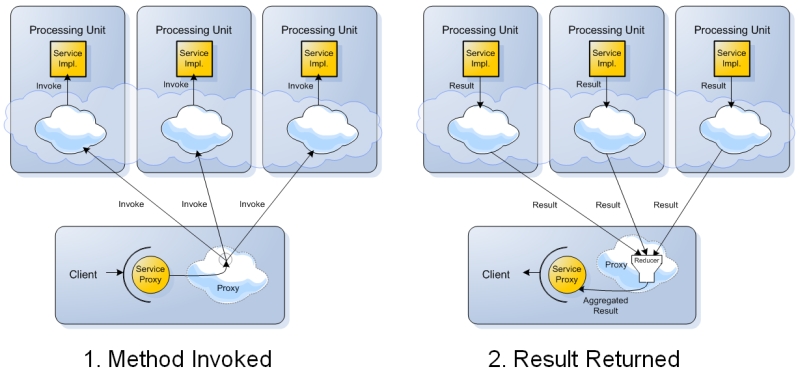 Processing Unit
Service
Impl.
Invoke
Processing Unit
Service
Impl.
Invoke
Processing Unit
Service
Impl.
Invoke
Invoke
Invoke
Invoke
Client
Service
Proxy
Proxy
1. Method Invoked
Processing Unit
Service
Impl.
Result
Processing Unit
Service
Impl.
Result
Processing Unit
Service
Impl.
Result
Result
Result
Result
Client
Service
Proxy
Proxy
Reducer
Aggregated
Result
2. Result Returned